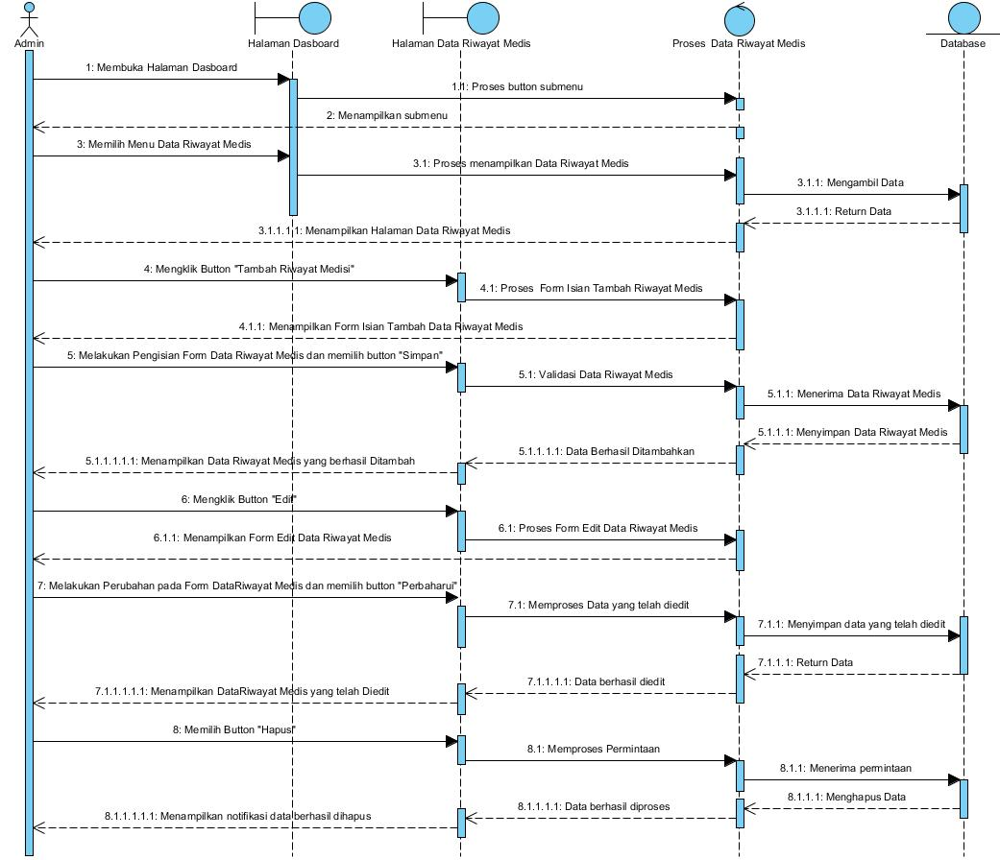 Admin
Halaman Dasboard
Halaman Data Riwayat Medis
Proses Data Riwayat Medis
Database
1: Membuka Halaman Dasboard
1.1: Proses button submenu
2: Menampilkan submenu
3: Memilih Menu Data Riwayat Medis
3.1: Proses menampilkan Data Riwayat Medis
3.1.1: Mengambil Data
3.1.1.1: Return Data
3.1.1.1.1: Menampilkan Halaman Data Riwayat Medis
4: Mengklik Button "Tambah Riwayat Medisi"
4.1: Proses Form Isian Tambah Riwayat Medis
4.1.1: Menampilkan Form Isian Tambah Data Riwayat Medis
5: Melakukan Pengisian Form Data Riwayat Medis dan memilih button "Simpan"
5.1: Validasi Data Riwayat Medis
5.1.1: Menerima Data Riwayat Medis
5.1.1.1: Menyimpan Data Riwayat Medis
5.1.1.1.1: Data Berhasil Ditambahkan
5.1.1.1.1.1: Menampilkan Data Riwayat Medis yang berhasil Ditambah
6: Mengklik Button "Edit"
6.1: Proses Form Edit Data Riwayat Medis
6.1.1: Menampilkan Form Edit Data Riwayat Medis
7: Melakukan Perubahan pada Form DataRiwayat Medis dan memilih button "Perbaharui"
7.1: Memproses Data yang telah diedit
7.1.1: Menyimpan data yang telah diedit
7.1.1.1: Return Data
7.1.1.1.1: Data berhasil diedit
7.1.1.1.1.1: Menampilkan DataRiwayat Medis yang telah Diedit
8: Memilih Button "Hapus"
8.1: Memproses Permintaan
8.1.1: Menerima permintaan
8.1.1.1: Menghapus Data
8.1.1.1.1: Data berhasil diproses
8.1.1.1.1.1: Menampilkan notifikasi data berhasil dihapus